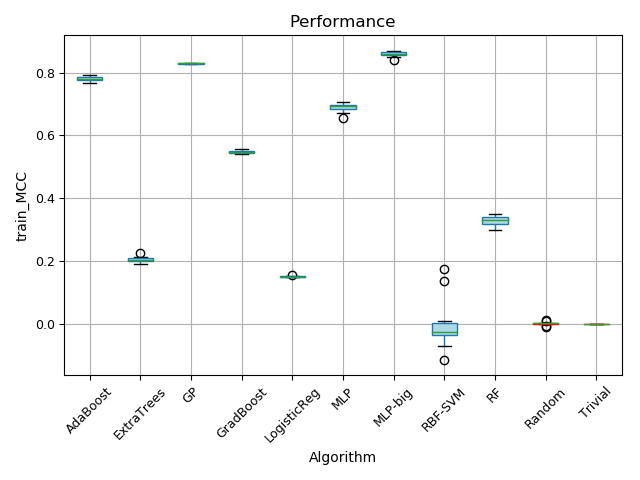 Performance
train_MCC
0.8
0.6
0.4
0.2
0.0
AdaBoost
ExtraTrees
GP
GradBoost
LogisticReg
MLP
MLP-big
RBF-SVM
RF
Random
Trivial
Algorithm